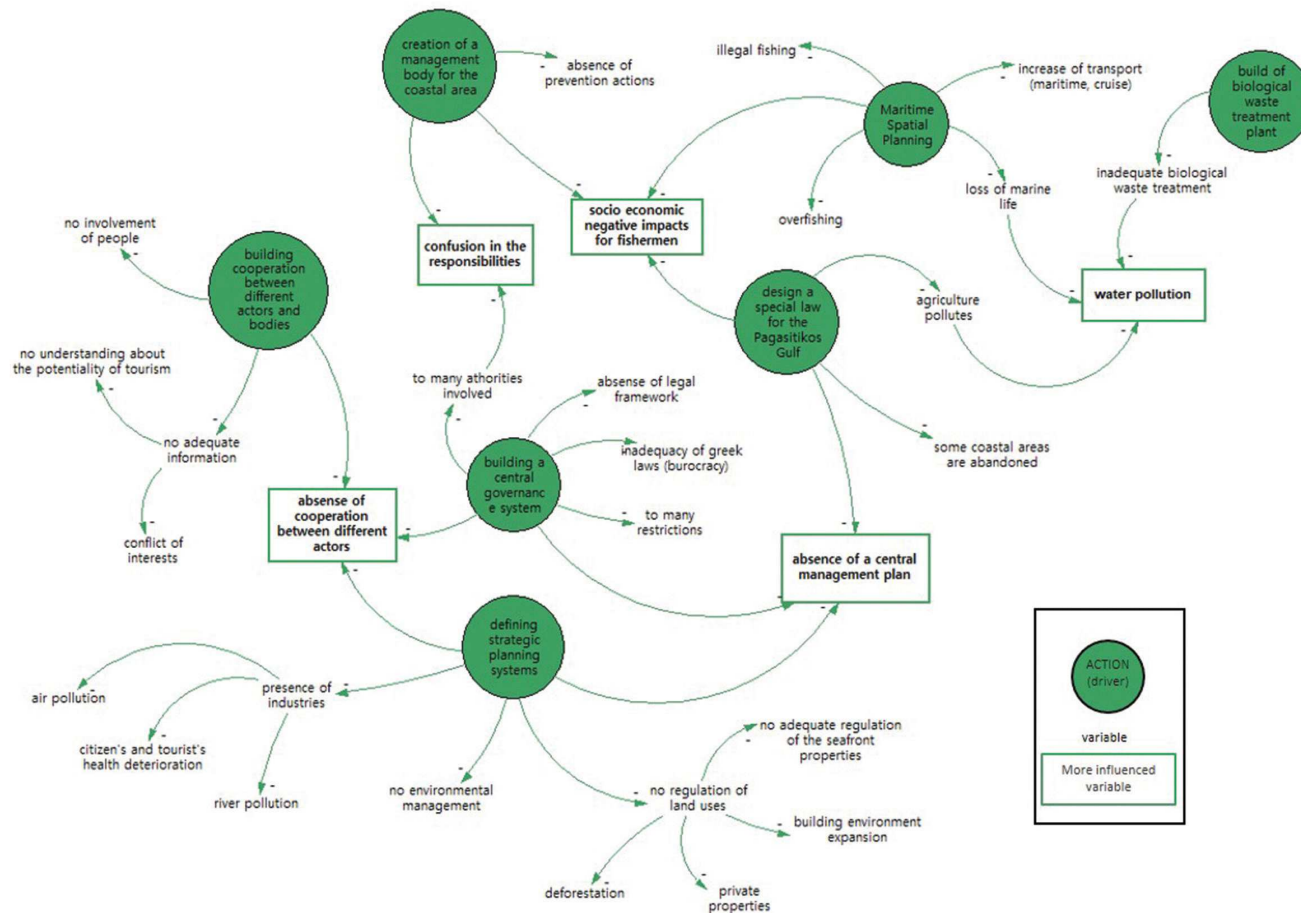 creation of a
management
body for the
coastal area
absence of
prevention actions
illegal fishing
increase of transport
(maritime, cruise)
build of
biological
waste
treatment
plant
Maritime
Spatial
Planning
inadequate biological
waste treatment
loss of marine
life
overfishing
socio economic
negative impacts
for fishermen
confusion in the
responsibilities
no involvement
of people
building
cooperation
between
different
actors and
bodies
design a
special law
for the
Pagasitikos
Gulf
agriculture
pollutes
water pollution
no understanding about
the potentiality of tourism
to many athorities
involved
absense of legal
framework
no adequate
information
building a
central
governanc
e system
inadequacy of greek
laws (burocracy)
some coastal areas
are abandoned
absense of
cooperation
between different
actors
to many
restrictions
conflict of
interests
absence of a central
management plan
defining
strategic
planning
systems
ACTION
(driver)
variable
More influenced
variable
air pollution
presence of
industries
citizen's and tourist's
health deterioration
river pollution
no environmental
management
no adequate regulation
of the seafront
properties
no regulation of
land uses
building environment
expansion
deforestation
private
properties